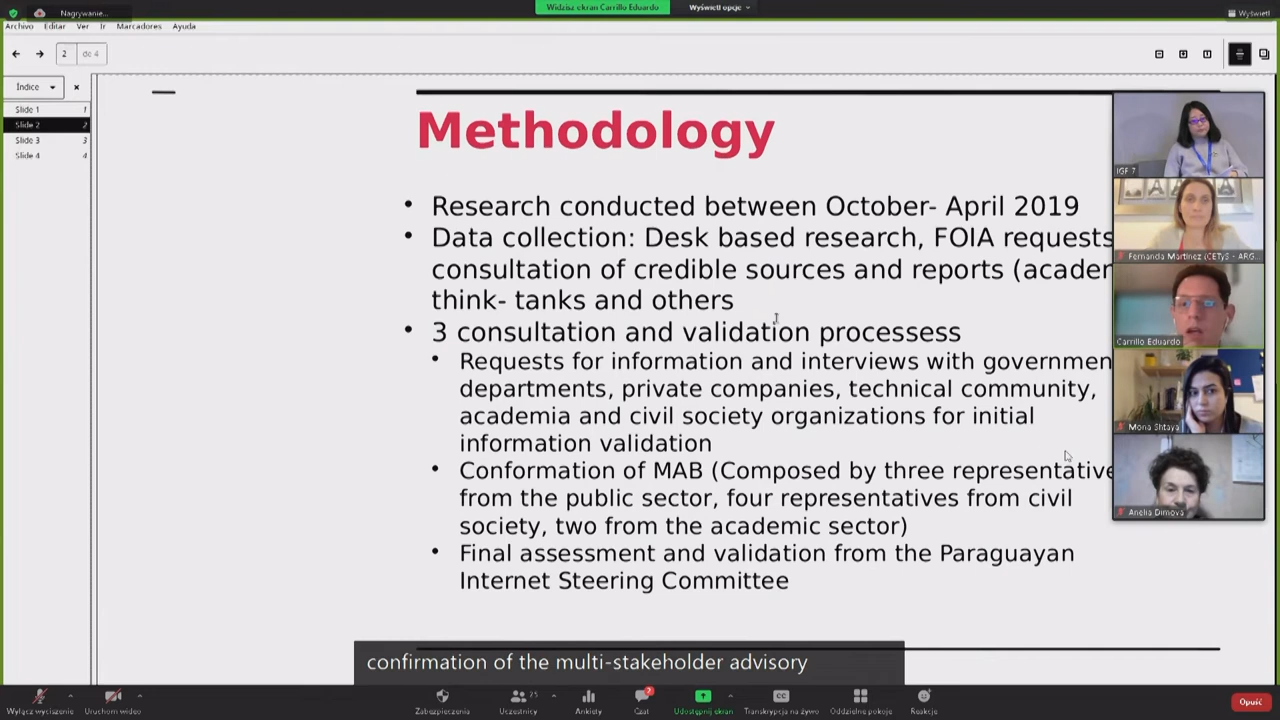 Nagrywanie...
Widzisz ekran Carrillo Eduardo
Wyświetl opcje
Wyświetl
Archivo Editar Ver Ir Marcadores Ayuda
2 de 4
Índice
Slide 1 1
Slide 2 2
Slide 3 3
Slide 4 4
Methodology
• Research conducted between October- April 2019
• Data collection: Desk based research, FOIA requests
consultation of credible sources and reports (academ
think- tanks and others
• 3 consultation and validation processess
• Requests for information and interviews with governmen
departments, private companies, technical community,
academia and civil society organizations for initial
information validation
• Conformation of MAB (Composed by three representative
from the public sector, four representatives from civil
society, two from the academic sector)
• Final assessment and validation from the Paraguayan
Internet Steering Committee
IGF 7
Fernanda Martinez (CETyS - ARG...
Carrillo Eduardo
Mona Shtaya
Anelia Dimova
confirmation of the multi-stakeholder advisory
Wyłącz wyciszenie
Uruchom wideo
Zabezpieczenia
Uczestnicy
25
Ankiety
Czat
2
Udostępnij ekran
CC
Transkrypcja na żywo
Oddzielne pokoje
Reakcje
Opuść